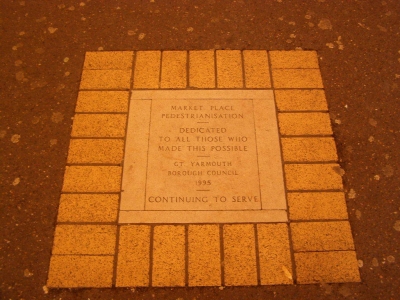 MARKET PLACE
PEDESTRIANISATION
DEDICATED
TO ALL THOSE WHO
MADE THIS POSSIBLE
GT. YARMOUTH
BOROUGH COUNCIL
1995
CONTINUING TO SERVE